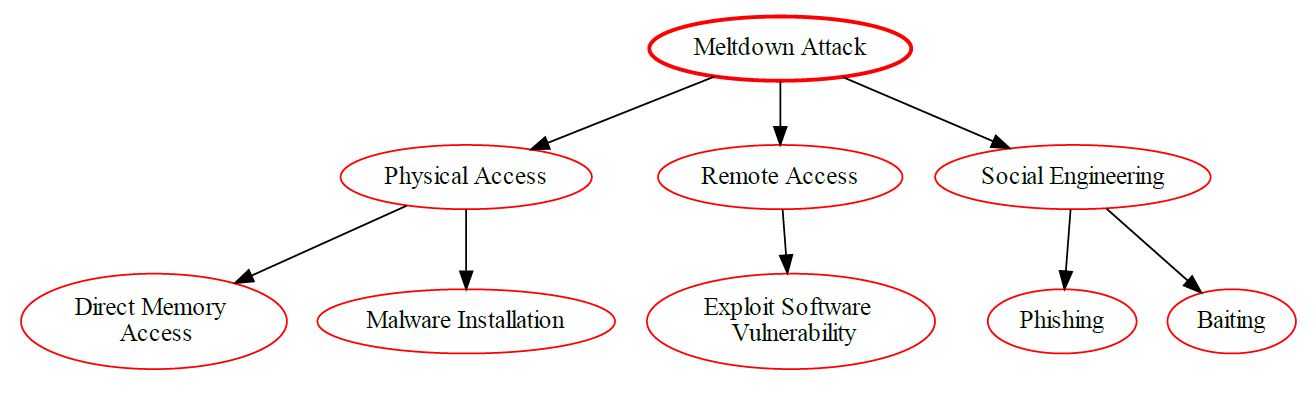 Meltdown Attack
Physical Access
Remote Access
Social Engineering
Direct Memory
Access
Malware Installation
Exploit Software
Vulnerability
Phishing
Baiting